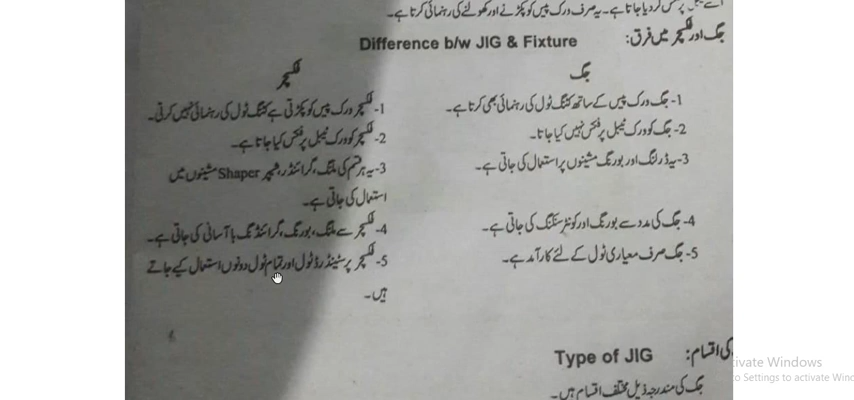 اسے ٹیبل پر فکس کر دیا جاتا ہے۔ یہ صرف ورک پیس کو پکڑنے اور کھولنے کی رہنمائی کرتا ہے۔
جگ اور فکسچر میں فرق: Difference b/w JIG & Fixture
جگ
1- جگ ورک پیس کے ساتھ کٹنگ ٹول کی رہنمائی بھی کرتا ہے۔
2- جگ کو ورک ٹیبل پر فکس نہیں کیا جاتا۔
3- یہ ڈرلنگ اور بورنگ مشینوں پر استعمال کی جاتی ہے۔
4- جگ کی مدد سے بورنگ اور کونٹر سنکنگ کی جاتی ہے۔
5- جگ صرف معیاری ٹول کے لئے کارآمد ہے۔
فکسچر
1- فکسچر ورک پیس کو پکڑتی ہے کٹنگ ٹول کی رہنمائی نہیں کرتی۔
2- فکسچر کو ورک ٹیبل پر فکس کیا جاتا ہے۔
3- یہ ہر قسم کی ملنگ، گرائنڈر، شیپر Shaper مشینوں میں
استعمال کی جاتی ہے۔
4- فکسچر سے ملنگ، بورنگ، گرائنڈنگ با آسانی کی جاتی ہے۔
5- فکسچر پر سٹینڈرڈ ٹول اور تمام ٹول دونوں استعمال کیے جاتے
ہیں۔
کی اقسام: Type of JIG
جگ کی مندرجہ ذیل مختلف اقسام ہیں۔
ivate Windows
o Settings to activate Winc